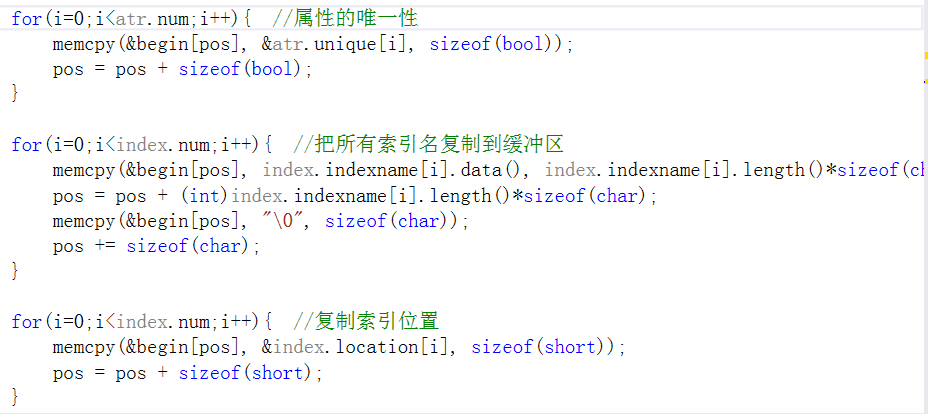 for(i=0;i<atr.num;i++){  //属性的唯一性
    memcpy(&begin[pos], &atr.unique[i], sizeof(bool));
    pos = pos + sizeof(bool);
}
for(i=0;i<index.num;i++){  //把所有索引名复制到缓冲区
    memcpy(&begin[pos], index.indexname[i].data(), index.indexname[i].length()*sizeof(ch
    pos = pos + (int)index.indexname[i].length()*sizeof(char);
    memcpy(&begin[pos], "\0", sizeof(char));
    pos += sizeof(char);
}
for(i=0;i<index.num;i++){  //复制索引位置
    memcpy(&begin[pos], &index.location[i], sizeof(short));
    pos = pos + sizeof(short);
}